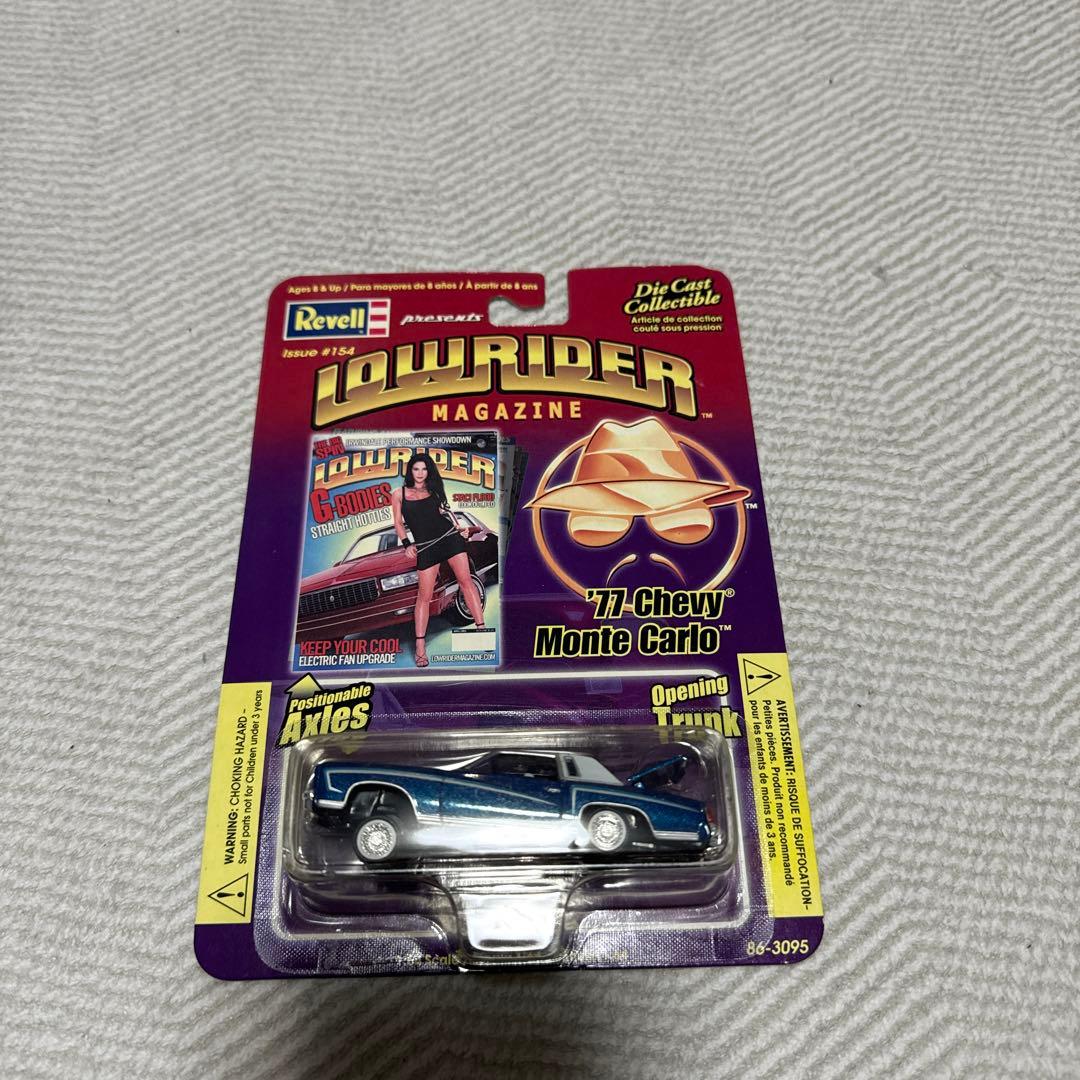 Ages 8 & Up / Para mayores de 8 años / À partir de 8 ans
Revell
presents
Die Cast
Collectible
Article de collection
coulé sous pression
Issue #154
LOWRIDER
MAGAZINE
™
IRWINDALE PERFORMANCE SHOWDOWN
SPIN
LOWRIDER
G-BODIES
STRAIGHT HOTTIES
STACI FLOOD
KEEP YOUR COOL
ELECTRIC FAN UPGRADE
LOWRIDERMAGAZINE.COM
TM
'77 Chevy®
Monte Carlo™
Positionable
Axles
Opening
Trunk
WARNING: CHOKING HAZARD –
Small parts not for Children under 3 years
AVERTISSEMENT: RISQUE DE SUFFOCATION–
Petites pièces. Produit non recommandé
pour les enfants de moins de 3 ans.
Scale
86-3095